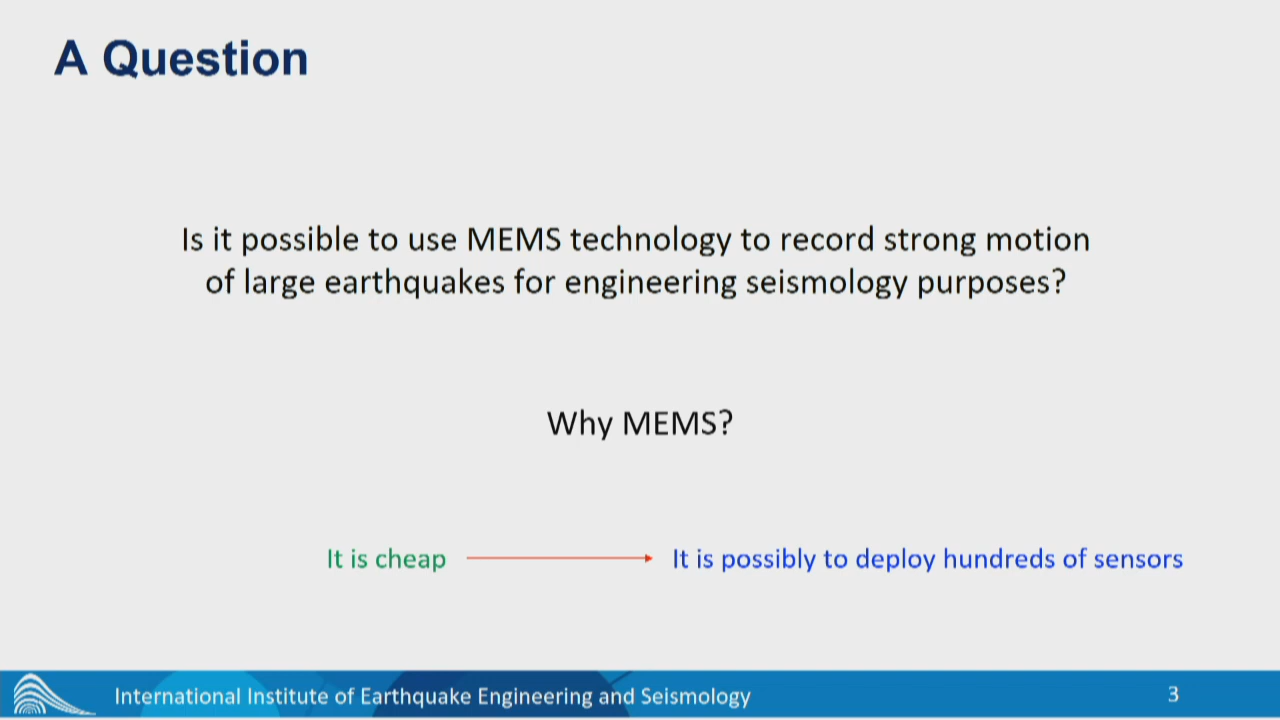 A Question
Is it possible to use MEMS technology to record strong motion
of large earthquakes for engineering seismology purposes?
Why MEMS?
It is cheap
It is possibly to deploy hundreds of sensors
International Institute of Earthquake Engineering and Seismology
3